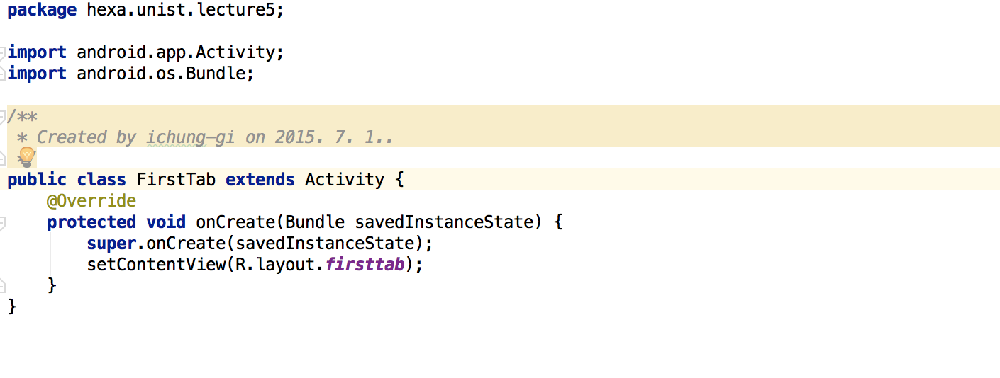 package hexa.unist.lecture5;
import android.app.Activity;
import android.os.Bundle;
/**
 * Created by ichung-gi on 2015. 7. 1..
 */
public class FirstTab extends Activity {
    @Override
    protected void onCreate(Bundle savedInstanceState) {
        super.onCreate(savedInstanceState);
        setContentView(R.layout.firsttab);
    }
}